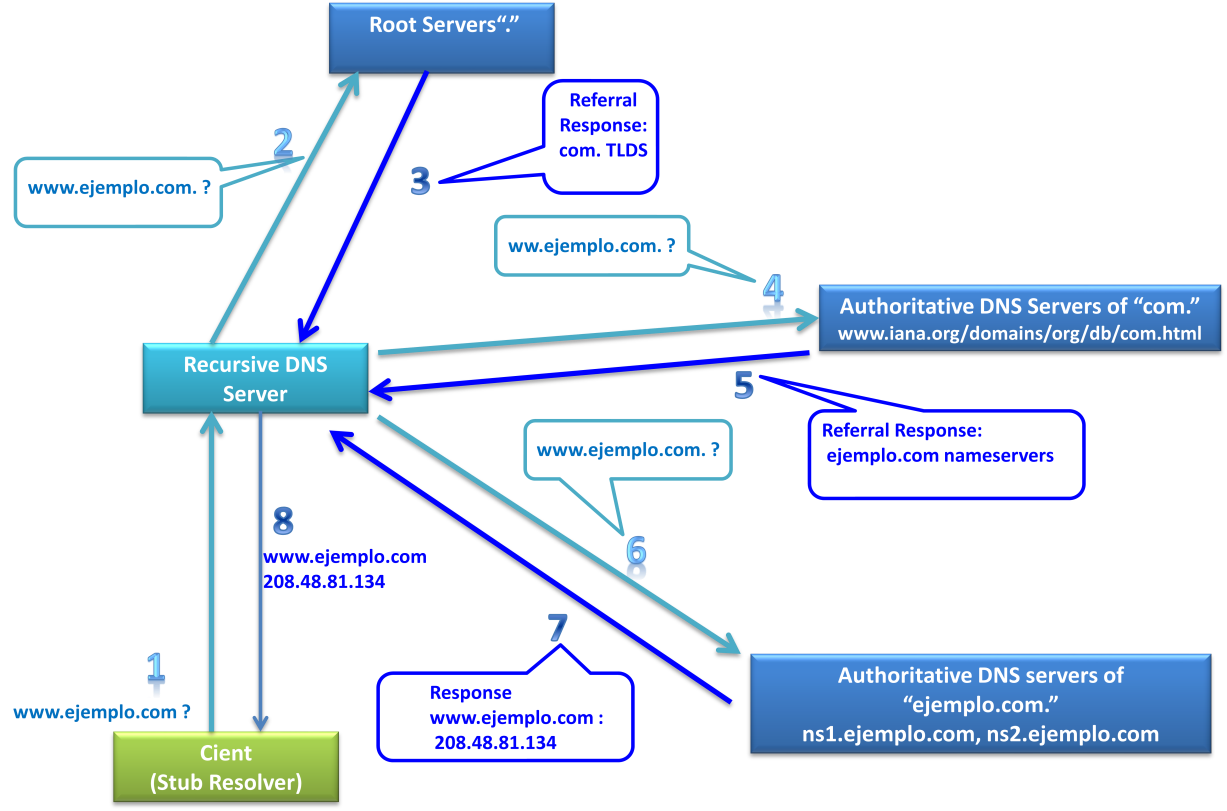 Root Servers“.”
Referral
Response:
com. TLDS
2
www.ejemplo.com. ?
3
ww.ejemplo.com. ?
4
Authoritative DNS Servers of “com.”
www.iana.org/domains/org/db/com.html
Recursive DNS
Server
5
Referral Response:
ejemplo.com nameservers
www.ejemplo.com. ?
6
8
www.ejemplo.com
208.48.81.134
7
Response
www.ejemplo.com :
208.48.81.134
1
www.ejemplo.com ?
Cient
(Stub Resolver)
Authoritative DNS servers of
“ejemplo.com.”
ns1.ejemplo.com, ns2.ejemplo.com